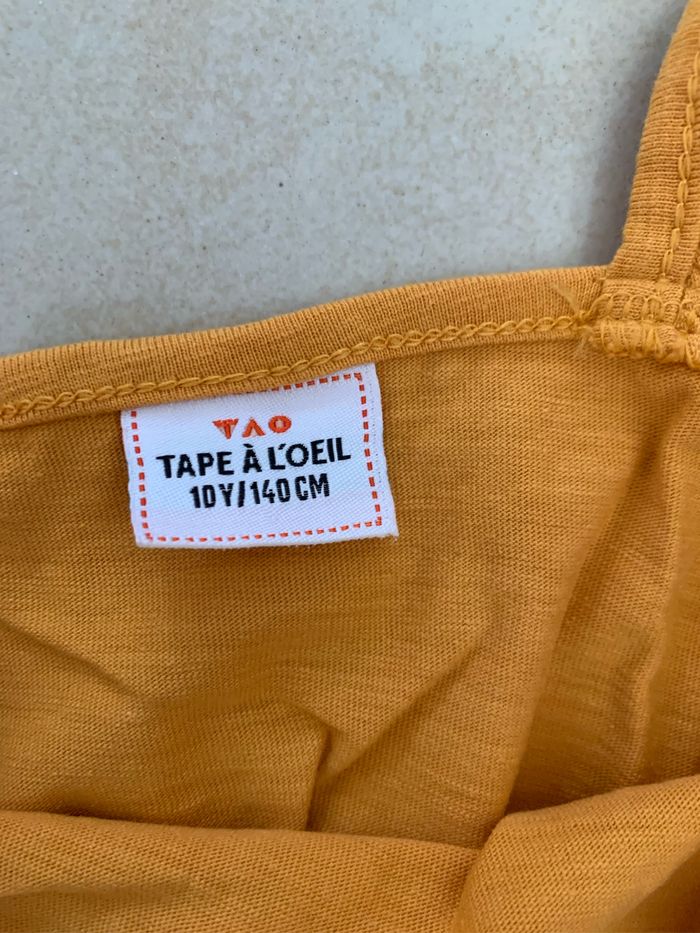 TAO
TAPE À L'OEIL
10Y/140CM